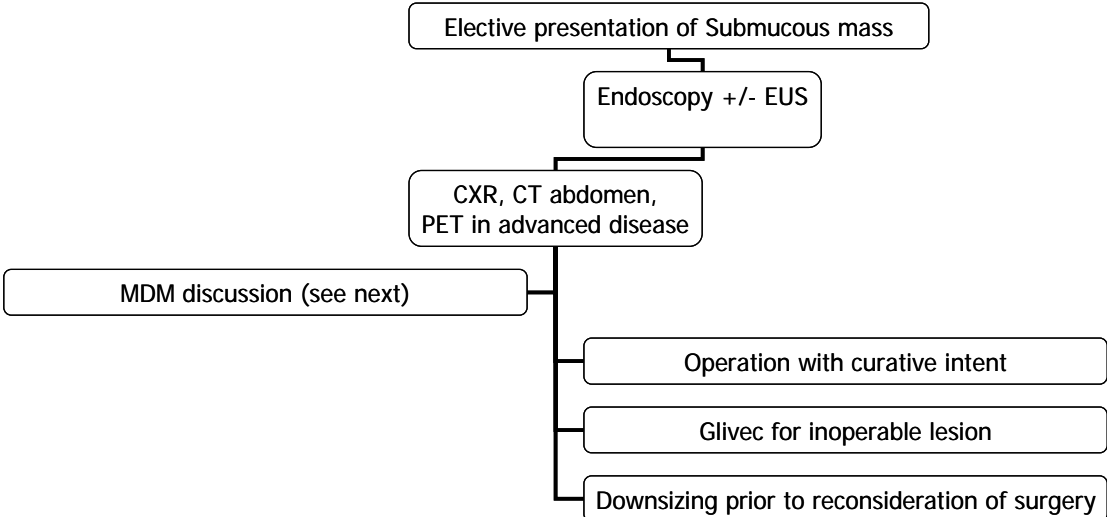 Elective presentation of Submucous mass
Endoscopy +/- EUS
CXR, CT abdomen,
PET in advanced disease
MDM discussion (see next)
Operation with curative intent
Glivec for inoperable lesion
Downsizing prior to reconsideration of surgery